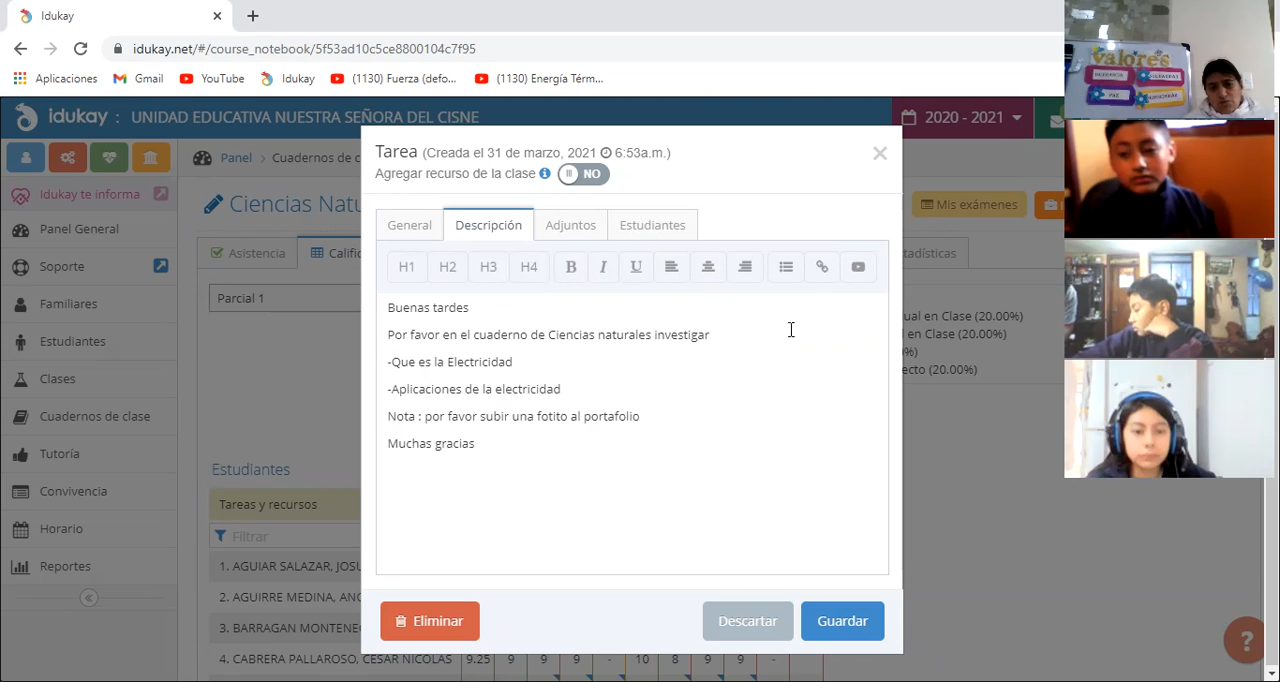 Idukay
idukay.net/#/course_notebook/5f53ad10c5ce8800104c7f95
Aplicaciones Gmail YouTube Idukay (1130) Fuerza (defo... (1130) Energía Térm...
idukay : UNIDAD EDUCATIVA NUESTRA SEÑORA DEL CISNE
2020 - 2021
Panel > Cuadernos de c
Idukay te informa
Panel General
Soporte
Familiares
Estudiantes
Clases
Cuadernos de clase
Tutoría
Convivencia
Horario
Reportes
Ciencias Natu
Mis exámenes
Asistencia
Calific
stadísticas
Parcial 1
ual en Clase (20.00%)
l en Clase (20.00%)
%)
ecto (20.00%)
Estudiantes
Tareas y recursos
Filtrar
1. AGUIAR SALAZAR, JOSU
2. AGUIRRE MEDINA, ANG
3. BARRAGAN MONTENEG
4. CABRERA PALLAROSO, CESAR NICOLAS 9.25 9 9 9 - 10 8 9 9 -
Tarea (Creada el 31 de marzo, 2021 6:53a.m.)
Agregar recurso de la clase NO
General Descripción Adjuntos Estudiantes
H1 H2 H3 H4 B I U
Buenas tardes
Por favor en el cuaderno de Ciencias naturales investigar
-Que es la Electricidad
-Aplicaciones de la electricidad
Nota : por favor subir una fotito al portafolio
Muchas gracias
Eliminar
Descartar
Guardar
?
Valores
PAZ